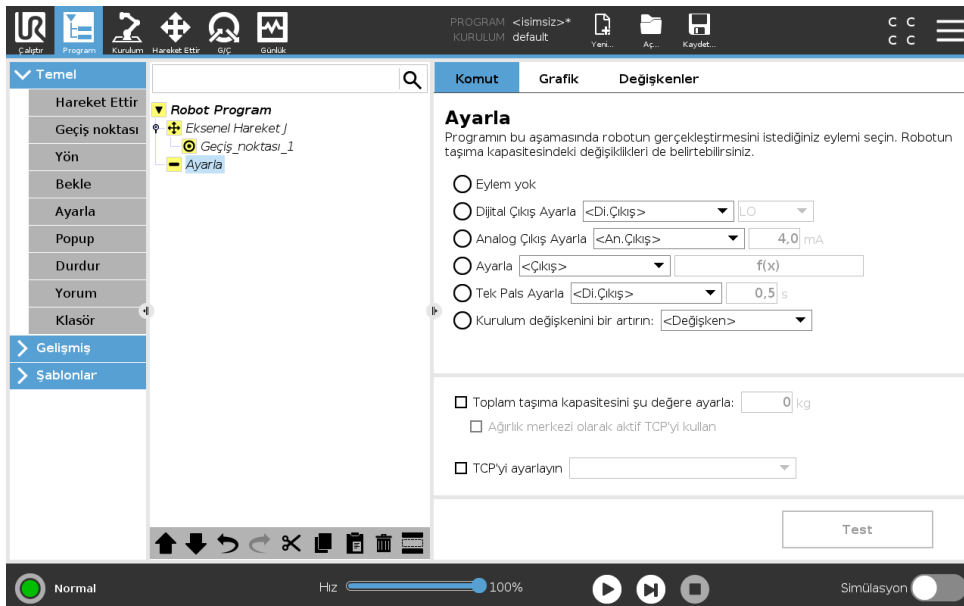 UR
PROGRAM <isimsiz>*
KURULUM default
Çalıştır Program Kurulum Hareket Ettir G/Ç Günlük Yeni... Aç... Kaydet...
C C
C C
Temel
Hareket Ettir
Geçiş noktası
Yön
Bekle
Ayarla
Popup
Durdur
Yorum
Klasör
Gelişmiş
Şablonlar
Robot Program
Eksenel Hareket J
Geçiş_noktası_1
Ayarla
Komut Grafik Değişkenler
Ayarla
Programın bu aşamasında robotun gerçekleştirmesini istediğiniz eylemi seçin. Robotun
taşıma kapasitesindeki değişiklikleri de belirtebilirsiniz.
Eylem yok
Dijital Çıkış Ayarla <Di.Çıkış> LO
Analog Çıkış Ayarla <An.Çıkış> 4,0 mA
Ayarla <Çıkış> f(x)
Tek Pals Ayarla <Di.Çıkış> 0,5 s
Kurulum değişkenini bir artırın: <Değişken>
Toplam taşıma kapasitesini şu değere ayarla: 0 kg
Ağırlık merkezi olarak aktif TCP'yi kullan
TCP'yi ayarlayın
Test
Normal Hız 100% Simülasyon